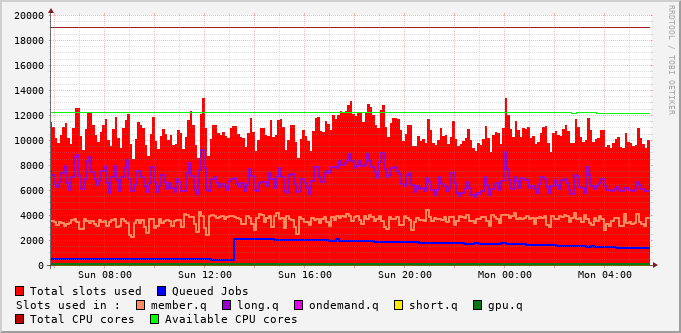 20000
18000
16000
14000
12000
10000
8000
6000
4000
2000
0
Sun 08:00 Sun 12:00 Sun 16:00 Sun 20:00 Mon 00:00 Mon 04:00
Total slots used Queued Jobs
Slots used in : member.q long.q ondemand.q short.q gpu.q
Total CPU cores Available CPU cores
RRDTOOL / TOBI OETIKER